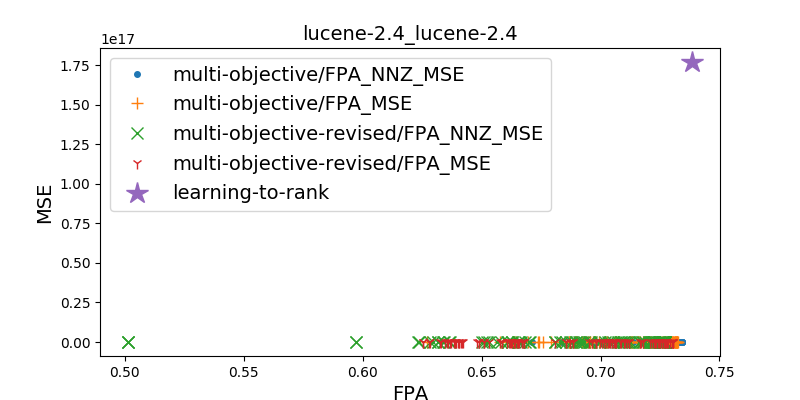 lucene-2.4_lucene-2.4
1e17
1.75
1.50
1.25
1.00
0.75
0.50
0.25
0.00
MSE
multi-objective/FPA_NNZ_MSE
multi-objective/FPA_MSE
multi-objective-revised/FPA_NNZ_MSE
multi-objective-revised/FPA_MSE
learning-to-rank
0.50 0.55 0.60 0.65 0.70 0.75
FPA